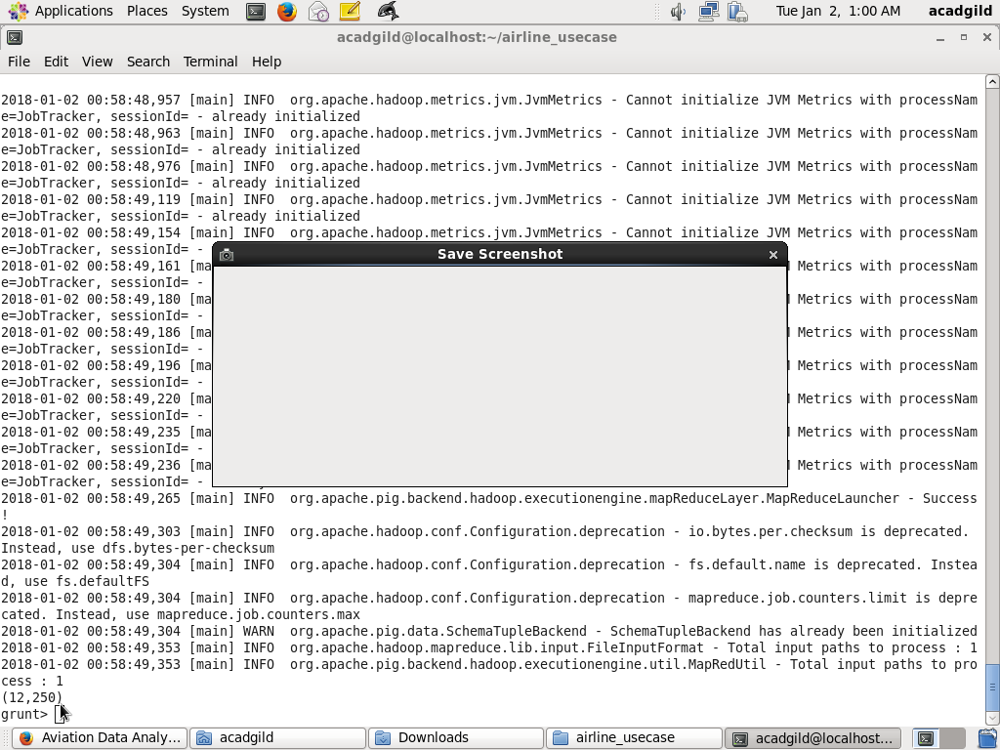 Applications Places System Tue Jan 2, 1:00 AM acadgild
acadgild@localhost:~/airline_usecase
File Edit View Search Terminal Help
2018-01-02 00:58:48,957 [main] INFO  org.apache.hadoop.metrics.jvm.JvmMetrics - Cannot initialize JVM Metrics with processNam
e=JobTracker, sessionId= - already initialized
2018-01-02 00:58:48,963 [main] INFO  org.apache.hadoop.metrics.jvm.JvmMetrics - Cannot initialize JVM Metrics with processNam
e=JobTracker, sessionId= - already initialized
2018-01-02 00:58:48,976 [main] INFO  org.apache.hadoop.metrics.jvm.JvmMetrics - Cannot initialize JVM Metrics with processNam
e=JobTracker, sessionId= - already initialized
2018-01-02 00:58:49,119 [main] INFO  org.apache.hadoop.metrics.jvm.JvmMetrics - Cannot initialize JVM Metrics with processNam
e=JobTracker, sessionId= - already initialized
2018-01-02 00:58:49,154 [main] INFO  org.apache.hadoop.metrics.jvm.JvmMetrics - Cannot initialize JVM Metrics with processNam
Save Screenshot
e=JobTracker, sessionId= -
2018-01-02 00:58:49,161 [ma Metrics with processNam
e=JobTracker, sessionId= -
2018-01-02 00:58:49,180 [ma Metrics with processNam
e=JobTracker, sessionId= -
2018-01-02 00:58:49,186 [ma Metrics with processNam
e=JobTracker, sessionId= -
2018-01-02 00:58:49,196 [ma Metrics with processNam
e=JobTracker, sessionId= -
2018-01-02 00:58:49,220 [ma Metrics with processNam
e=JobTracker, sessionId= -
2018-01-02 00:58:49,235 [ma Metrics with processNam
e=JobTracker, sessionId= -
2018-01-02 00:58:49,236 [ma Metrics with processNam
e=JobTracker, sessionId= -
2018-01-02 00:58:49,265 [main] INFO  org.apache.pig.backend.hadoop.executionengine.mapReduceLayer.MapReduceLauncher - Success
!
2018-01-02 00:58:49,303 [main] INFO  org.apache.hadoop.conf.Configuration.deprecation - io.bytes.per.checksum is deprecated.
Instead, use dfs.bytes-per-checksum
2018-01-02 00:58:49,304 [main] INFO  org.apache.hadoop.conf.Configuration.deprecation - fs.default.name is deprecated. Instea
d, use fs.defaultFS
2018-01-02 00:58:49,304 [main] INFO  org.apache.hadoop.conf.Configuration.deprecation - mapreduce.job.counters.limit is depre
cated. Instead, use mapreduce.job.counters.max
2018-01-02 00:58:49,304 [main] WARN  org.apache.pig.data.SchemaTupleBackend - SchemaTupleBackend has already been initialized
2018-01-02 00:58:49,353 [main] INFO  org.apache.hadoop.mapreduce.lib.input.FileInputFormat - Total input paths to process : 1
2018-01-02 00:58:49,353 [main] INFO  org.apache.pig.backend.hadoop.executionengine.util.MapRedUtil - Total input paths to pro
cess : 1
(12,250)
grunt>
Aviation Data Analy... acadgild Downloads airline_usecase acadgild@localhost:...